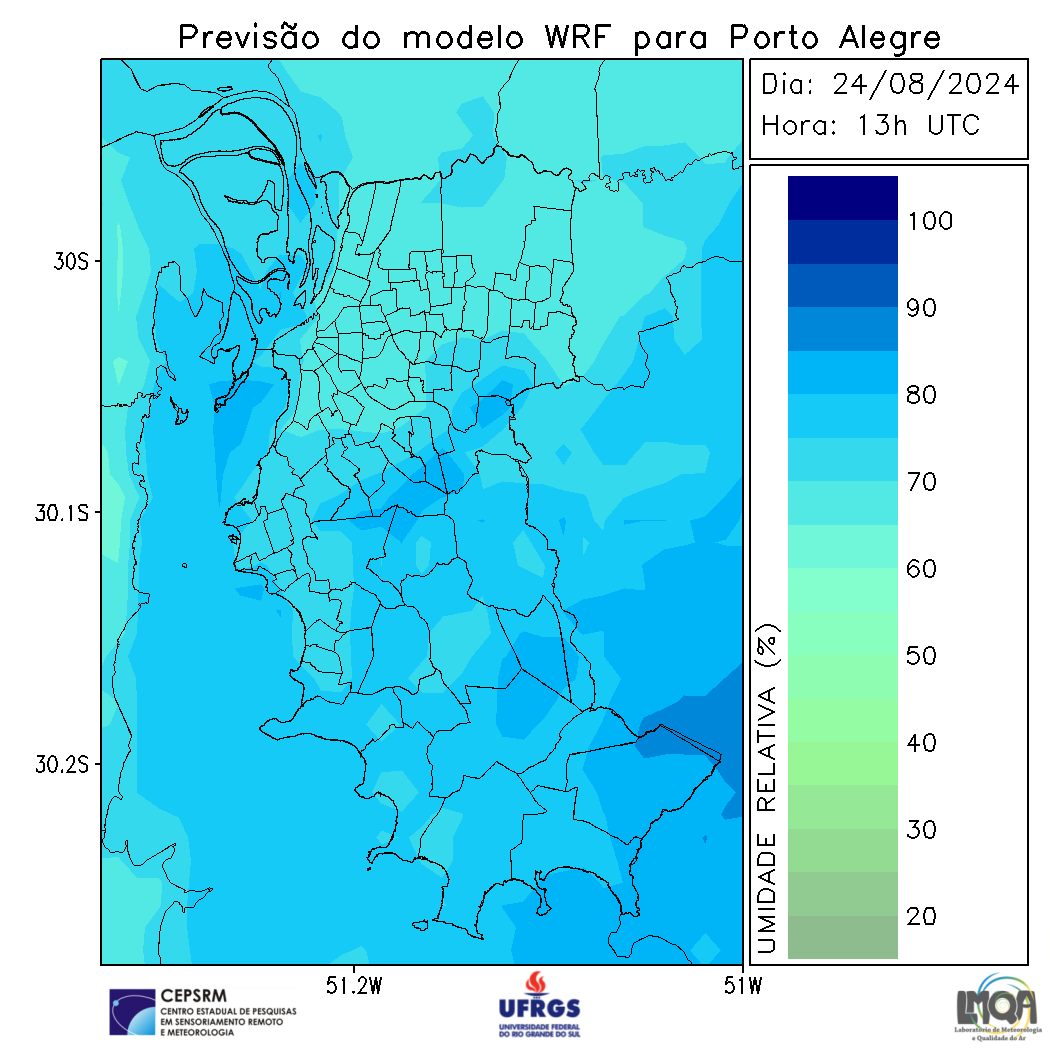 Previsão do modelo WRF para Porto Alegre
Dia: 24/08/2024
Hora: 13h UTC
30S
30.1S
30.2S
51.2W
51W
UMIDADE RELATIVA (%)
100
90
80
70
60
50
40
30
20
CEPSRM
CENTRO ESTADUAL DE PESQUISAS
EM SENSORIAMENTO REMOTO
E METEOROLOGIA
UFRGS
UNIVERSIDADE FEDERAL
DO RIO GRANDE DO SUL
LMQA
Laboratório de Meteorologia
e Qualidade do Ar